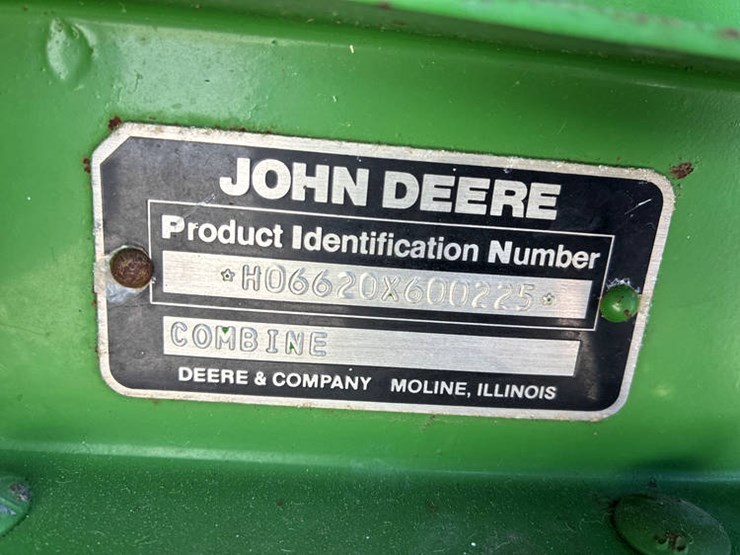 JOHN DEERE
Product Identification Number
*H06620X600225*
COMBINE
DEERE & COMPANY MOLINE, ILLINOIS